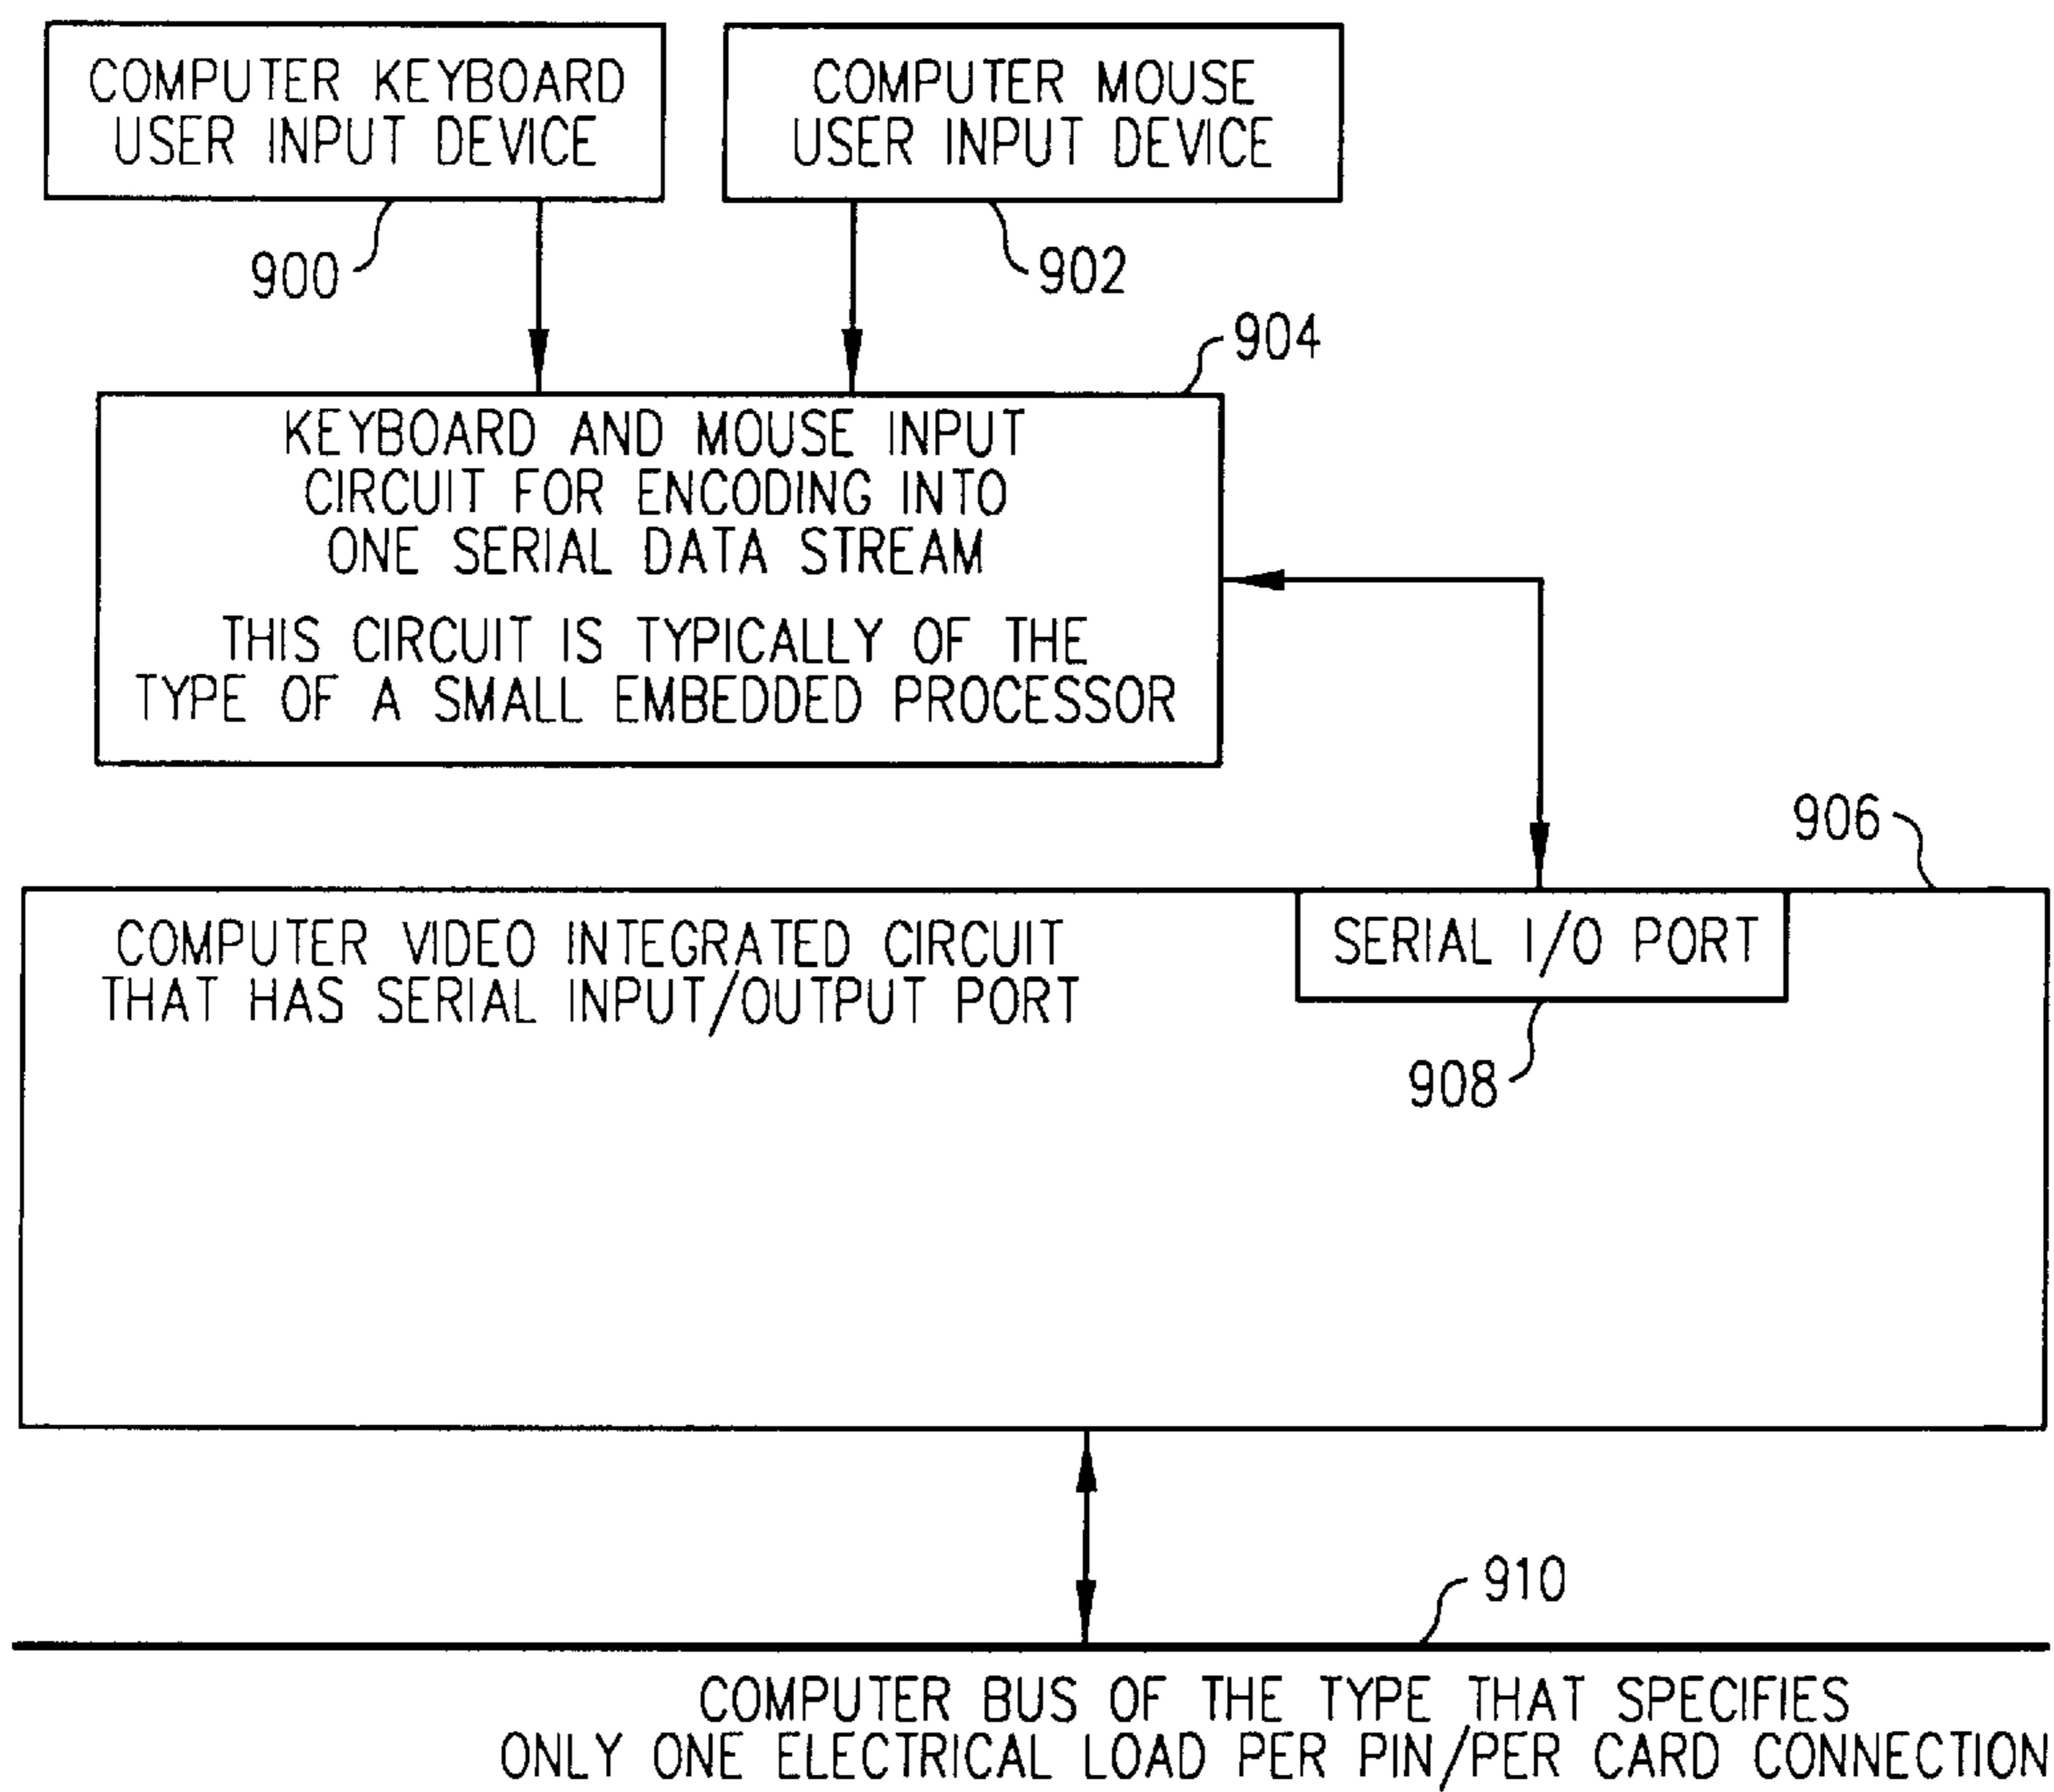 COMPUTER KEYBOARD
USER INPUT DEVICE
COMPUTER MOUSE
USER INPUT DEVICE
900
902
904
KEYBOARD AND MOUSE INPUT
CIRCUIT FOR ENCODING INTO
ONE SERIAL DATA STREAM
THIS CIRCUIT IS TYPICALLY OF THE
TYPE OF A SMALL EMBEDDED PROCESSOR
906
COMPUTER VIDEO INTEGRATED CIRCUIT
THAT HAS SERIAL INPUT/OUTPUT PORT
SERIAL I/O PORT
908
910
COMPUTER BUS OF THE TYPE THAT SPECIFIES
ONLY ONE ELECTRICAL LOAD PER PIN/PER CARD CONNECTION